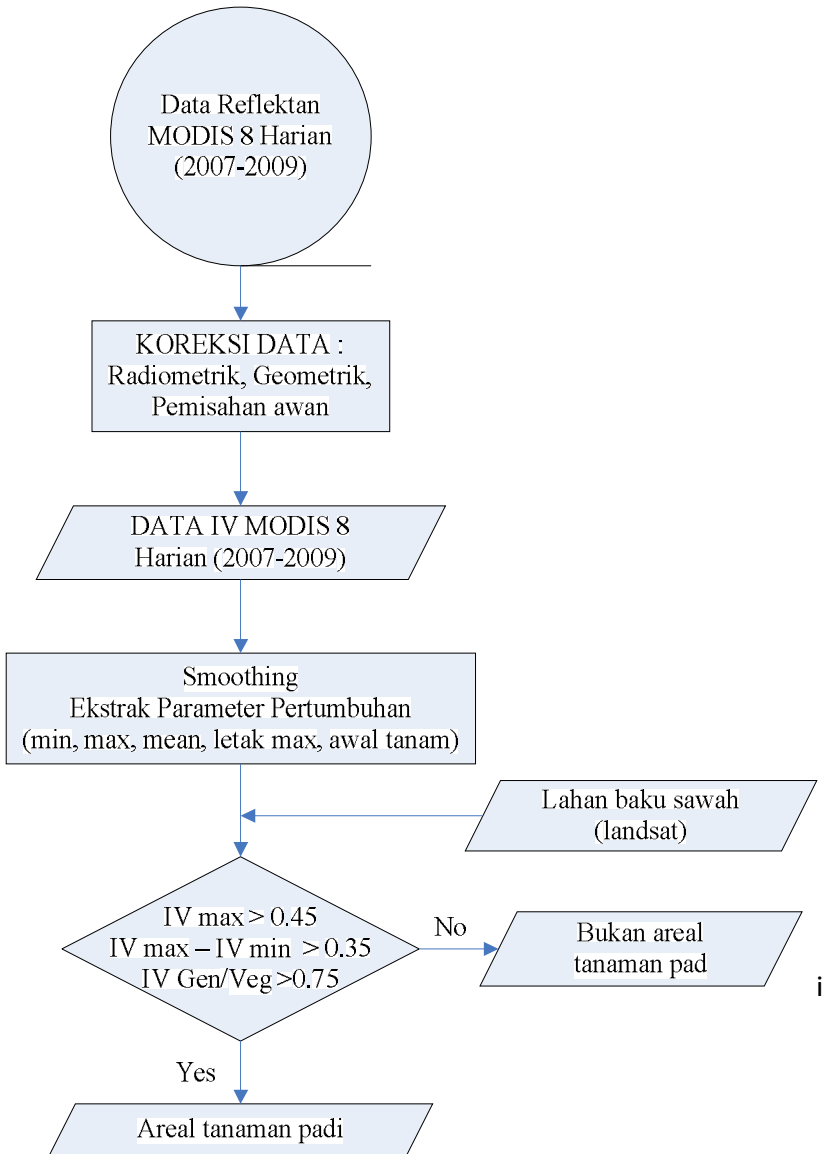 Data Reflektan
MODIS 8 Harian
(2007-2009)
KOREKSI DATA :
Radiometrik, Geometrik,
Pemisahan awan
DATA IV MODIS 8
Harian (2007-2009)
Smoothing
Ekstrak Parameter Pertumbuhan
(min, max, mean, letak max, awal tanam)
Lahan baku sawah
(landsat)
IV max > 0.45
IV max – IV min > 0.35
IV Gen/Veg >0.75
No
Bukan areal
tanaman pad
i
Yes
Areal tanaman padi